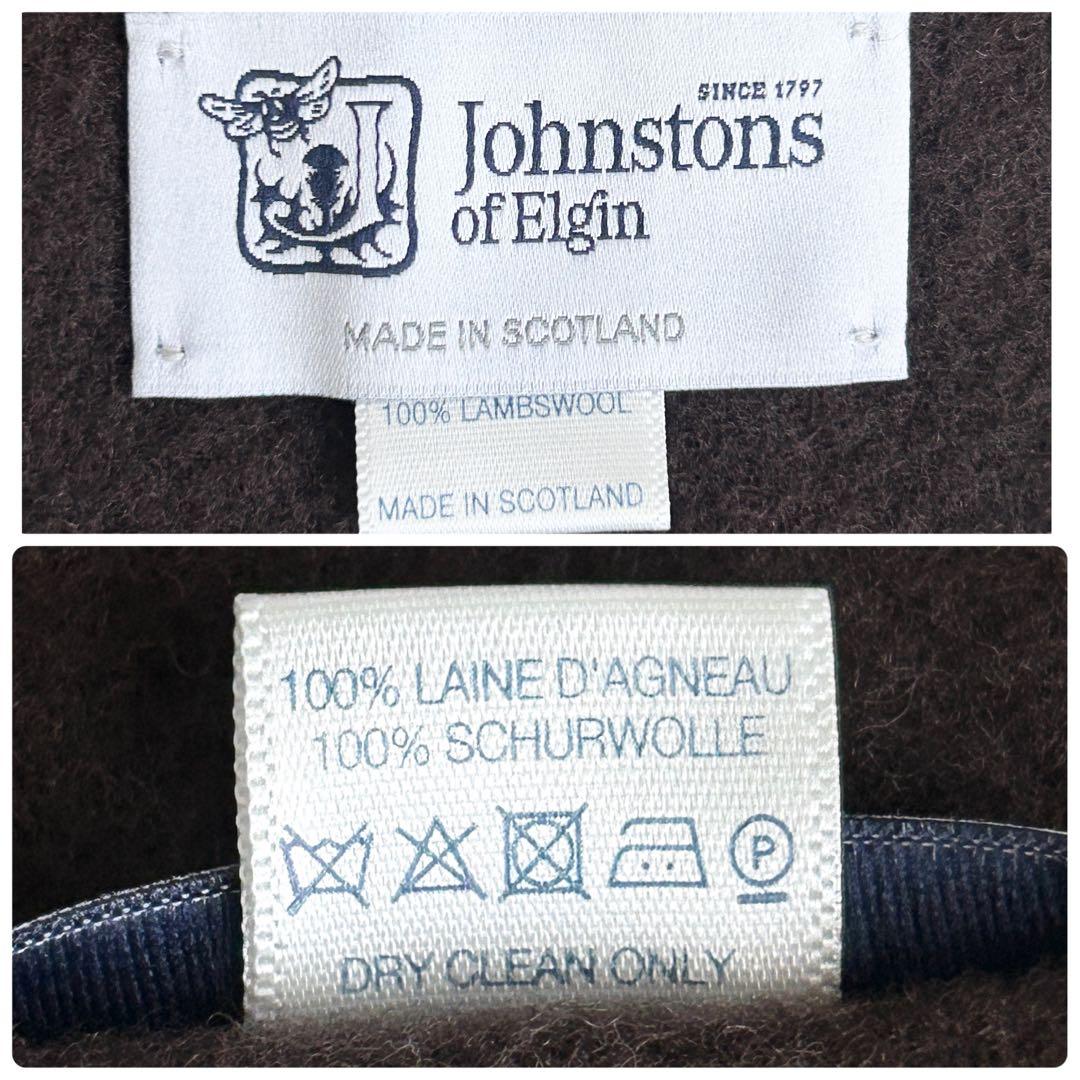 SINCE 1797
Johnstons
of Elgin
MADE IN SCOTLAND
100% LAMBSWOOL
MADE IN SCOTLAND
100% LAINE D'AGNEAU
100% SCHURWOLLE
P
DRY CLEAN ONLY